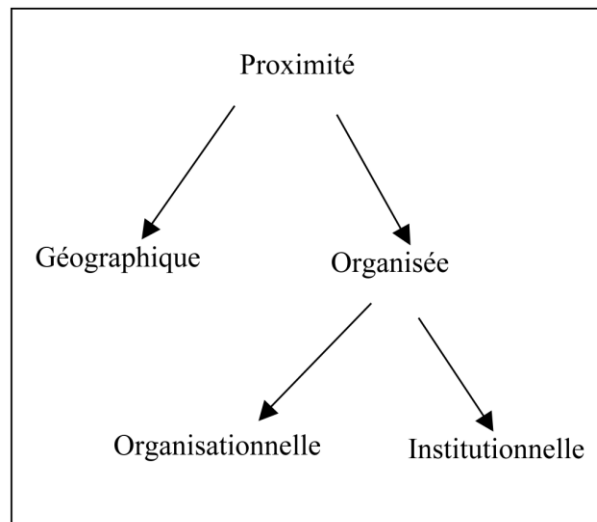 Proximité
Géographique
Organisée
Organisationnelle
Institutionnelle